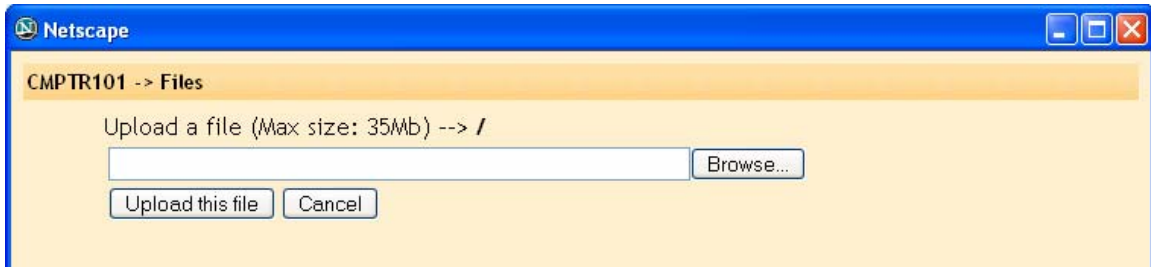 Netscape
CMPTR101 -> Files
Upload a file (Max size: 35Mb) --> /
Browse...
Upload this file Cancel